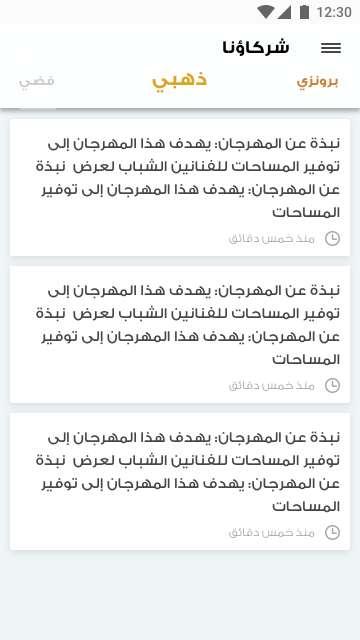 12:30
شركاؤنا
برونزي
ذهبي
فضي
نبذة عن المهرجان: يهدف هذا المهرجان إلى
توفير المساحات للفنانين الشباب لعرض نبذة
عن المهرجان: يهدف هذا المهرجان إلى توفير
المساحات
منذ خمس دقائق
نبذة عن المهرجان: يهدف هذا المهرجان إلى
توفير المساحات للفنانين الشباب لعرض نبذة
عن المهرجان: يهدف هذا المهرجان إلى توفير
المساحات
منذ خمس دقائق
نبذة عن المهرجان: يهدف هذا المهرجان إلى
توفير المساحات للفنانين الشباب لعرض نبذة
عن المهرجان: يهدف هذا المهرجان إلى توفير
المساحات
منذ خمس دقائق